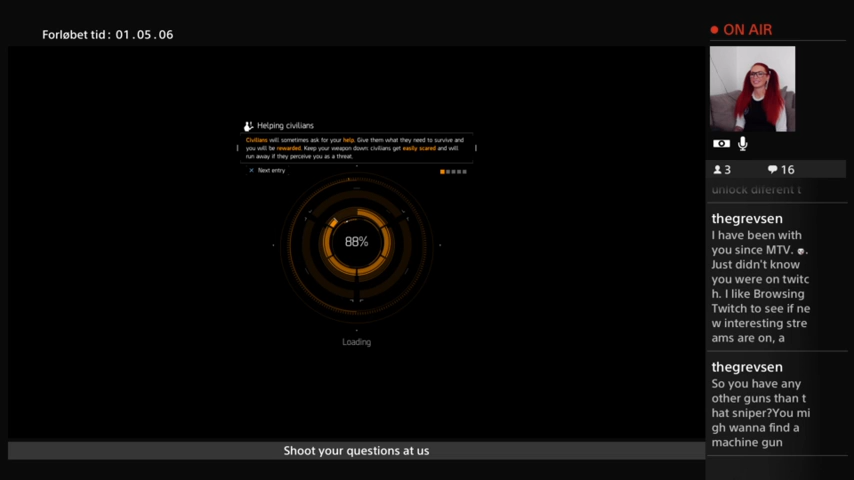 Forløbet tid: 01.05.06
ON AIR
Helping civilians
Civilians will sometimes ask for your help. Give them what they need to survive and
you will be rewarded. Keep your weapon down: civilians get easily scared and will
run away if they perceive you as a threat.
Next entry
88%
Loading
Shoot your questions at us
3
16
unlock diferent t
thegrevsen
I have been with
you since MTV.
Just didn't know
you were on twitc
h. I like Browsing
Twitch to see if ne
w interesting stre
ams are on, a
thegrevsen
So you have any
other guns than t
hat sniper?You mi
gh wanna find a
machine gun